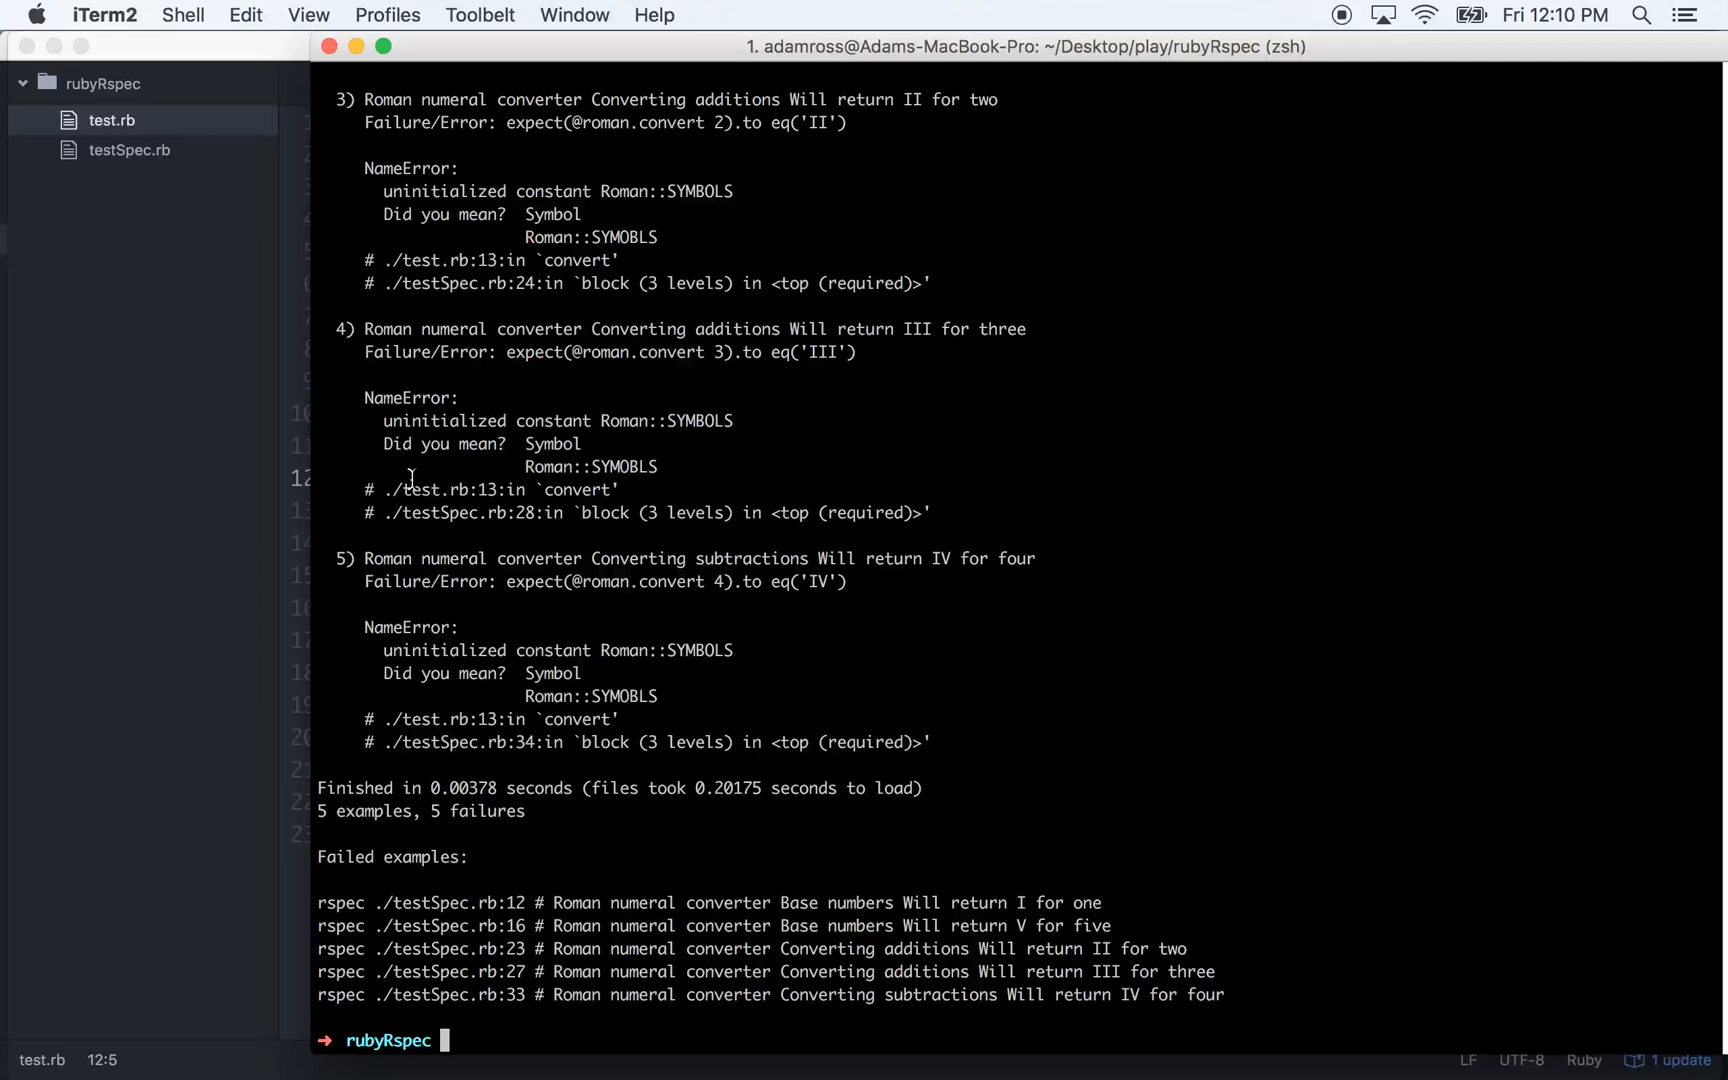 iTerm2 Shell Edit View Profiles Toolbelt Window Help Fri 12:10 PM
1. adamross@Adams-MacBook-Pro: ~/Desktop/play/rubyRspec (zsh)
rubyRspec
test.rb
testSpec.rb
3) Roman numeral converter Converting additions Will return II for two
Failure/Error: expect(@roman.convert 2).to eq('II')
NameError:
uninitialized constant Roman::SYMBOLS
Did you mean?  Symbol
Roman::SYMOBLS
# ./test.rb:13:in `convert'
# ./testSpec.rb:24:in `block (3 levels) in <top (required)>'
4) Roman numeral converter Converting additions Will return III for three
Failure/Error: expect(@roman.convert 3).to eq('III')
NameError:
uninitialized constant Roman::SYMBOLS
Did you mean?  Symbol
Roman::SYMOBLS
# ./test.rb:13:in `convert'
# ./testSpec.rb:28:in `block (3 levels) in <top (required)>'
5) Roman numeral converter Converting subtractions Will return IV for four
Failure/Error: expect(@roman.convert 4).to eq('IV')
NameError:
uninitialized constant Roman::SYMBOLS
Did you mean?  Symbol
Roman::SYMOBLS
# ./test.rb:13:in `convert'
# ./testSpec.rb:34:in `block (3 levels) in <top (required)>'
Finished in 0.00378 seconds (files took 0.20175 seconds to load)
5 examples, 5 failures
Failed examples:
rspec ./testSpec.rb:12 # Roman numeral converter Base numbers Will return I for one
rspec ./testSpec.rb:16 # Roman numeral converter Base numbers Will return V for five
rspec ./testSpec.rb:23 # Roman numeral converter Converting additions Will return II for two
rspec ./testSpec.rb:27 # Roman numeral converter Converting additions Will return III for three
rspec ./testSpec.rb:33 # Roman numeral converter Converting subtractions Will return IV for four
→ rubyRspec
test.rb 12:5 LF UTF-8 Ruby 1 update